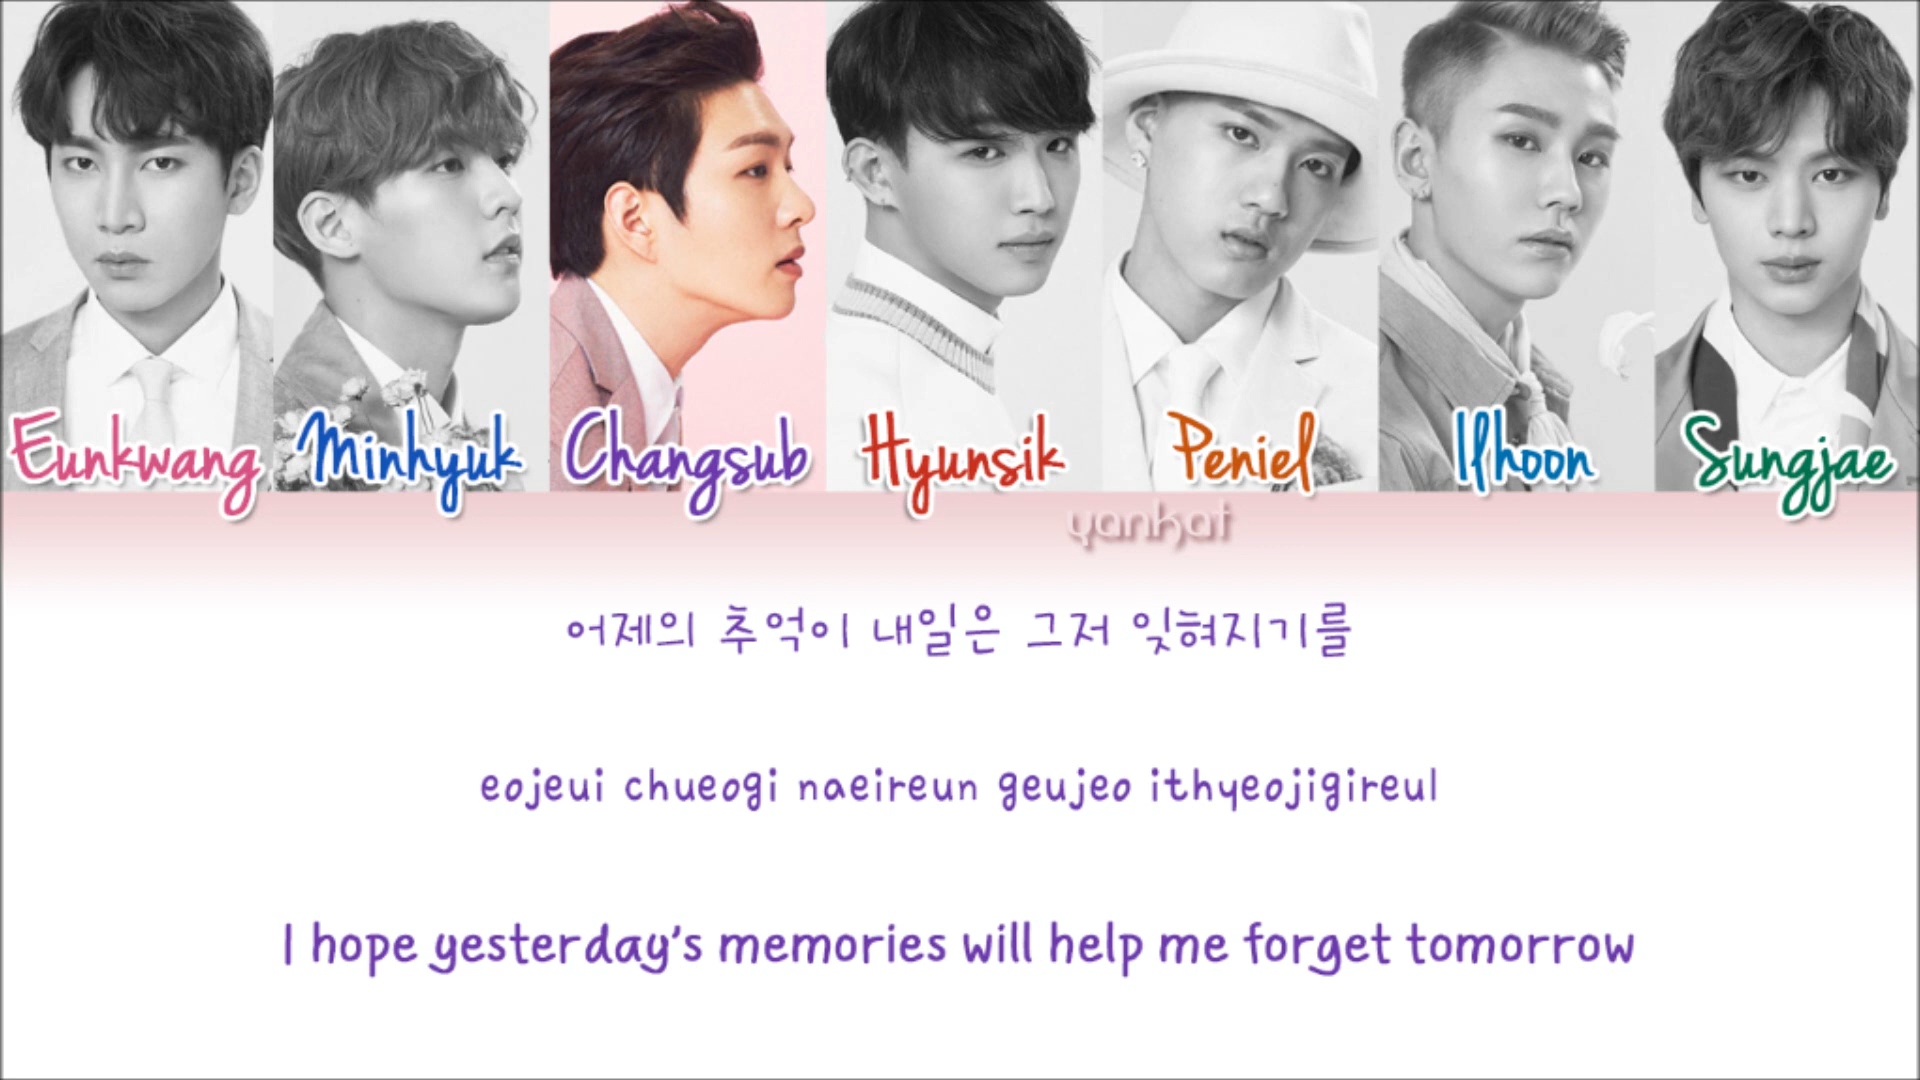 Eunkwang Minhyuk Changsub Hyunsik Peniel Ilhoon Sungjae
yankat
어제의 추억이 내일은 그저 잊혀지기를
eojeui chueogi naeireun geujeo ithyeojigireul
I hope yesterday's memories will help me forget tomorrow